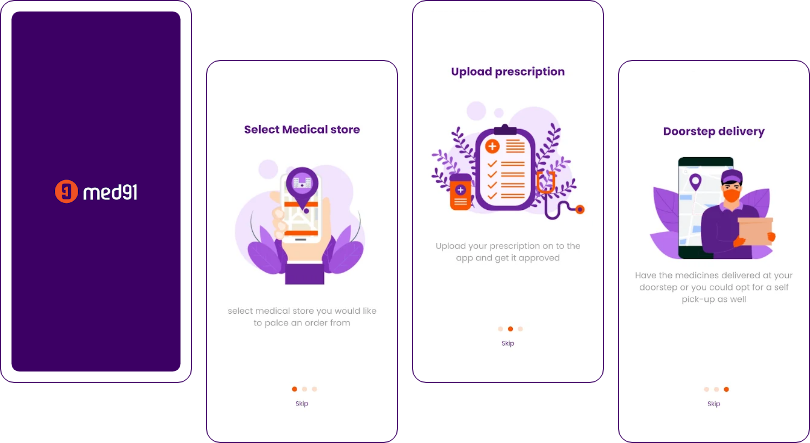 med91
Select Medical store
select medical store you would like
to polce an order from
Skip
Upload prescription
Upload your prescription on to the
app and get it approved
Skip
Doorstep delivery
Have the medicines delivered at your
doorstep or you could opt for a self
pick-up as well
Skip